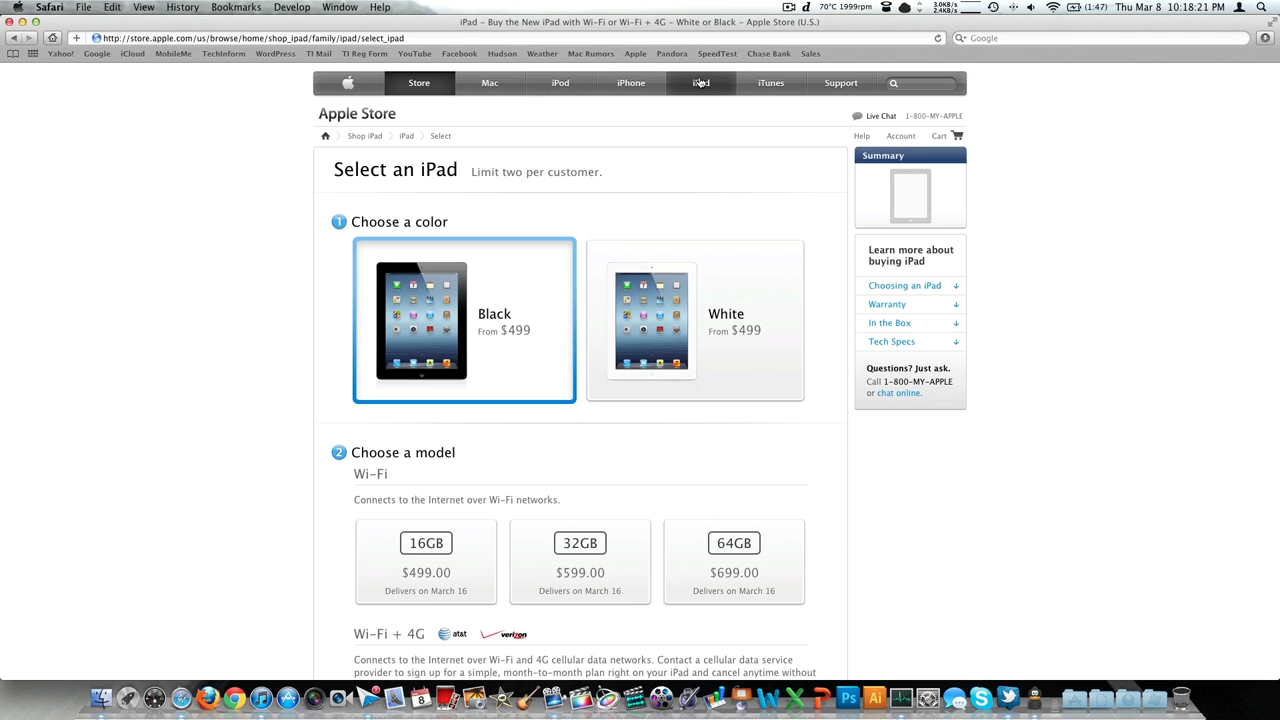 Safari File Edit View History Bookmarks Develop Window Help 70°C 1999rpm 3.0KB/s 2.4KB/s (1:47) Thu Mar 8 10:18:21 PM
iPad – Buy the New iPad with Wi-Fi or Wi-Fi + 4G – White or Black – Apple Store (U.S.)
http://store.apple.com/us/browse/home/shop_ipad/family/ipad/select_ipad Google
Yahoo! Google iCloud MobileMe TechInform WordPress TI Mail TI Reg Form YouTube Facebook Hudson Weather Mac Rumors Apple Pandora SpeedTest Chase Bank Sales
Store Mac iPod iPhone iPad iTunes Support
Apple Store
Live Chat 1-800-MY-APPLE
Shop iPad iPad Select
Help Account Cart
Select an iPad Limit two per customer.
Summary
1 Choose a color
Black
From $499
White
From $499
Learn more about
buying iPad
Choosing an iPad
Warranty
In the Box
Tech Specs
Questions? Just ask.
Call 1-800-MY-APPLE
or chat online.
2 Choose a model
Wi-Fi
Connects to the Internet over Wi-Fi networks.
16GB
$499.00
Delivers on March 16
32GB
$599.00
Delivers on March 16
64GB
$699.00
Delivers on March 16
Wi-Fi + 4G at&t verizon
Connects to the Internet over Wi-Fi and 4G cellular data networks. Contact a cellular data service
provider to sign up for a simple, month-to-month plan right on your iPad and cancel anytime without